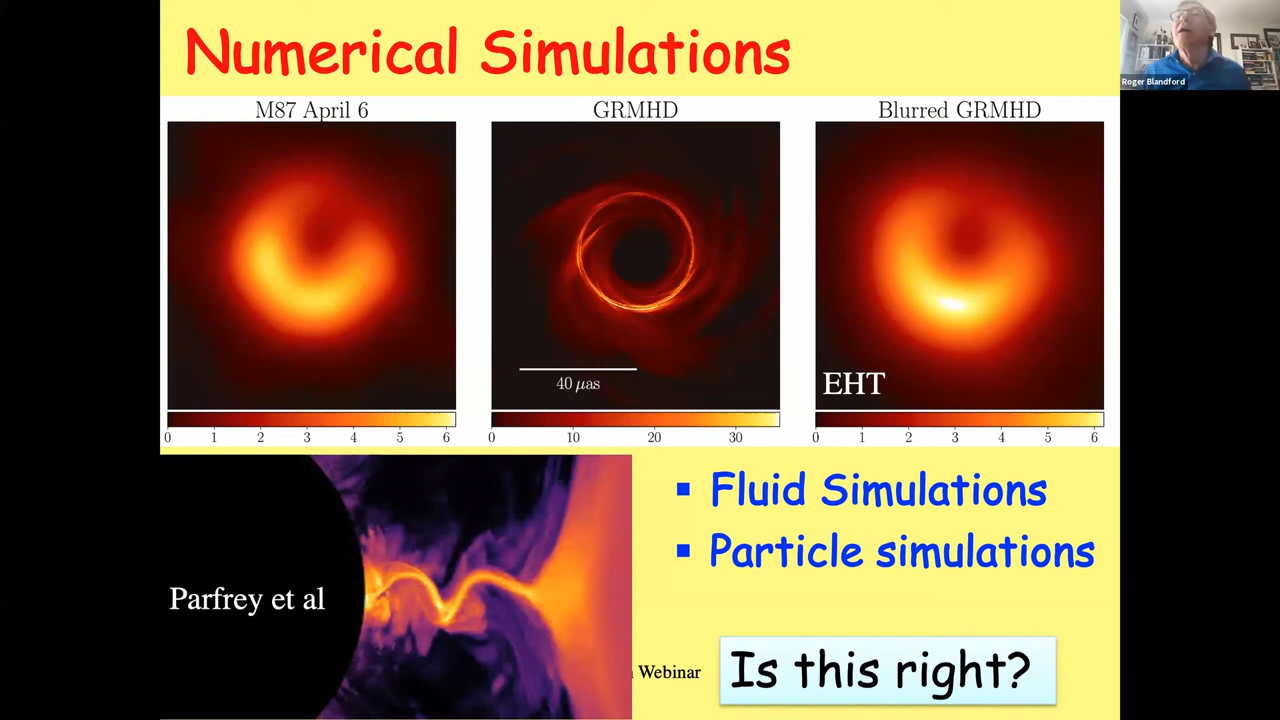 Numerical Simulations
Roger Blandford
M87 April 6
GRMHD
Blurred GRMHD
40 μas
EHT
0 1 2 3 4 5 6
0 10 20 30
0 1 2 3 4 5 6
Fluid Simulations
Particle simulations
Parfrey et al
Webinar
Is this right?